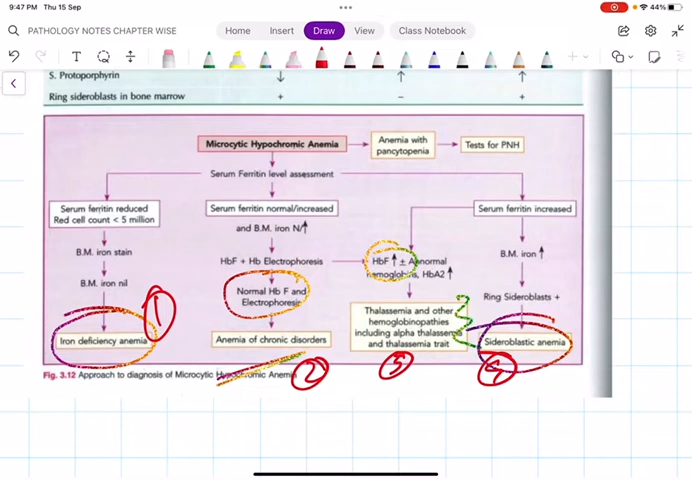 9:47 PM Thu 15 Sep
44%
PATHOLOGY NOTES CHAPTER WISE
Home Insert Draw View Class Notebook
S. Protoporphyrin ↓ ↑ ↑
Ring sideroblasts in bone marrow + – +
Microcytic Hypochromic Anemia
Anemia with
pancytopenia
Tests for PNH
Serum Ferritin level assessment
Serum ferritin reduced
Red cell count < 5 million
B.M. iron stain
B.M. iron nil
Iron deficiency anemia
1
Serum ferritin normal/increased
and B.M. iron N/↑
HbF + Hb Electrophoresis
Normal Hb F and
Electrophoresis
Anemia of chronic disorders
2
HbF ↑ ± Abnormal
hemoglobins, HbA2 ↑
Thalassemia and other
hemoglobinopathies
including alpha thalassemia
and thalassemia trait
3
Serum ferritin increased
B.M. iron ↑
Ring Sideroblasts +
Sideroblastic anemia
4
Fig. 3.12 Approach to diagnosis of Microcytic Hypochromic Anemia